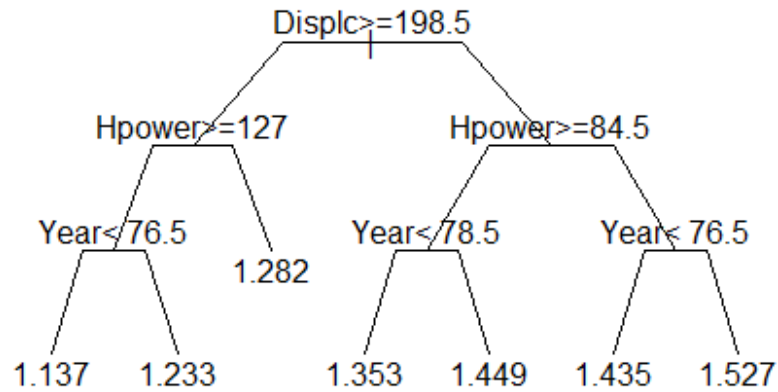 Displc>=198.5
Hpower>=127
Hpower>=84.5
Year< 76.5
Year< 78.5
Year< 76.5
1.282
1.137
1.233
1.353
1.449
1.435
1.527